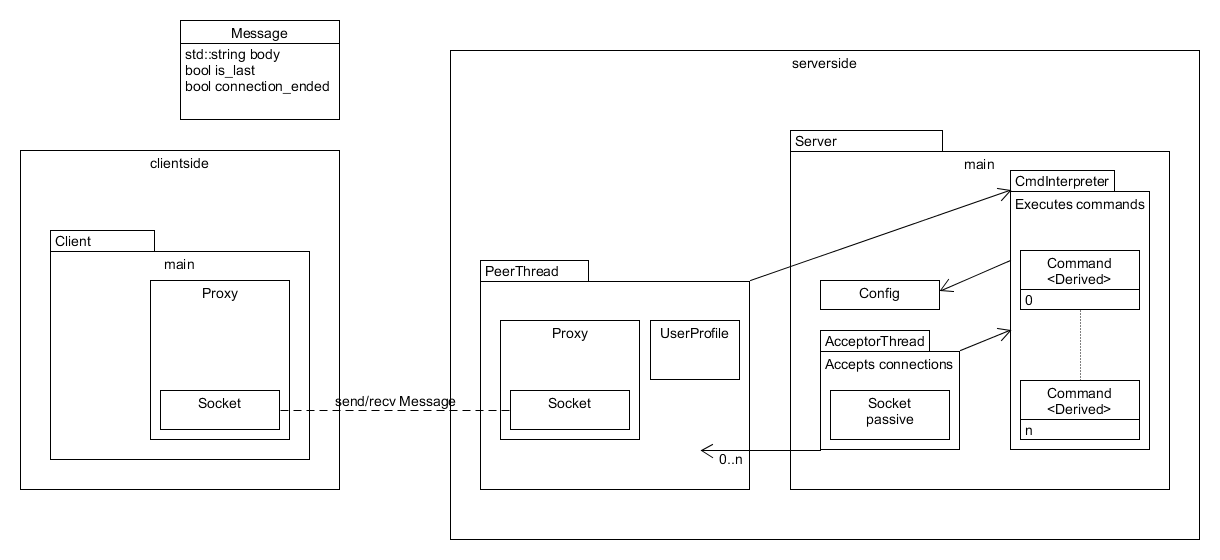 Message
std::string body
bool is_last
bool connection_ended
clientside
Client
main
Proxy
Socket
send/recv Message
serverside
PeerThread
Proxy
Socket
UserProfile
0..n
Server
main
Config
AcceptorThread
Accepts connections
Socket
passive
CmdInterpreter
Executes commands
Command
<Derived>
0
Command
<Derived>
n